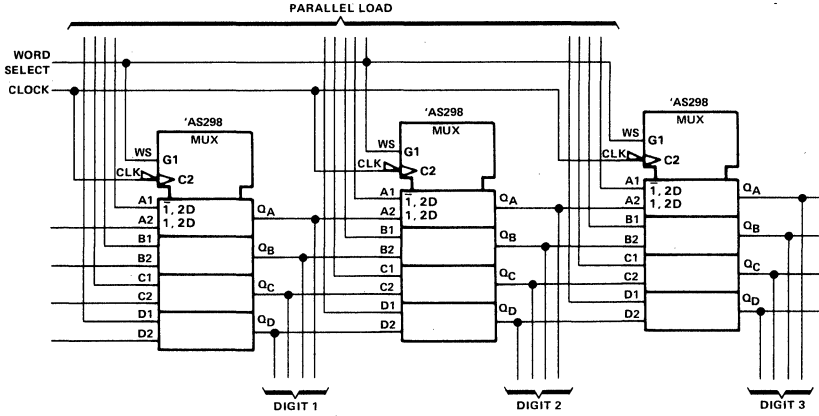 PARALLEL LOAD
WORD
SELECT
CLOCK
'AS298
MUX
WS
G1
CLK
C2
A1
1̅, 2D
A2
1, 2D
B1
B2
C1
C2
D1
D2
QA
QB
QC
QD
DIGIT 1
'AS298
MUX
WS
G1
CLK
C2
A1
1̅, 2D
A2
1, 2D
B1
B2
C1
C2
D1
D2
QA
QB
QC
QD
DIGIT 2
'AS298
MUX
WS
G1
CLK
C2
A1
1̅, 2D
A2
1, 2D
B1
B2
C1
C2
D1
D2
QA
QB
QC
QD
DIGIT 3